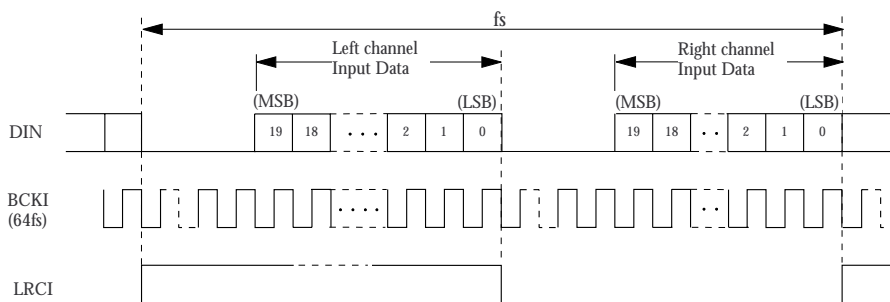 fs
Left channel
Input Data
Right channel
Input Data
(MSB) (LSB) (MSB) (LSB)
DIN 19 18 · · · 2 1 0 19 18 · · 2 1 0
BCKI
(64fs)
LRCI